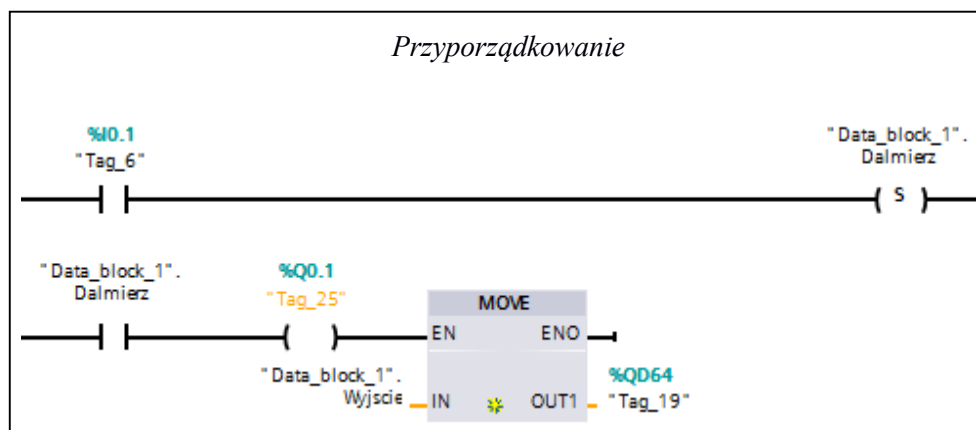 Przyporządkowanie
%I0.1
"Tag_6"
"Data_block_1".
Dalmierz
S
"Data_block_1".
Dalmierz
%Q0.1
"Tag_25"
MOVE
EN
ENO
"Data_block_1".
Wyjscie
IN
OUT1
%QD64
"Tag_19"